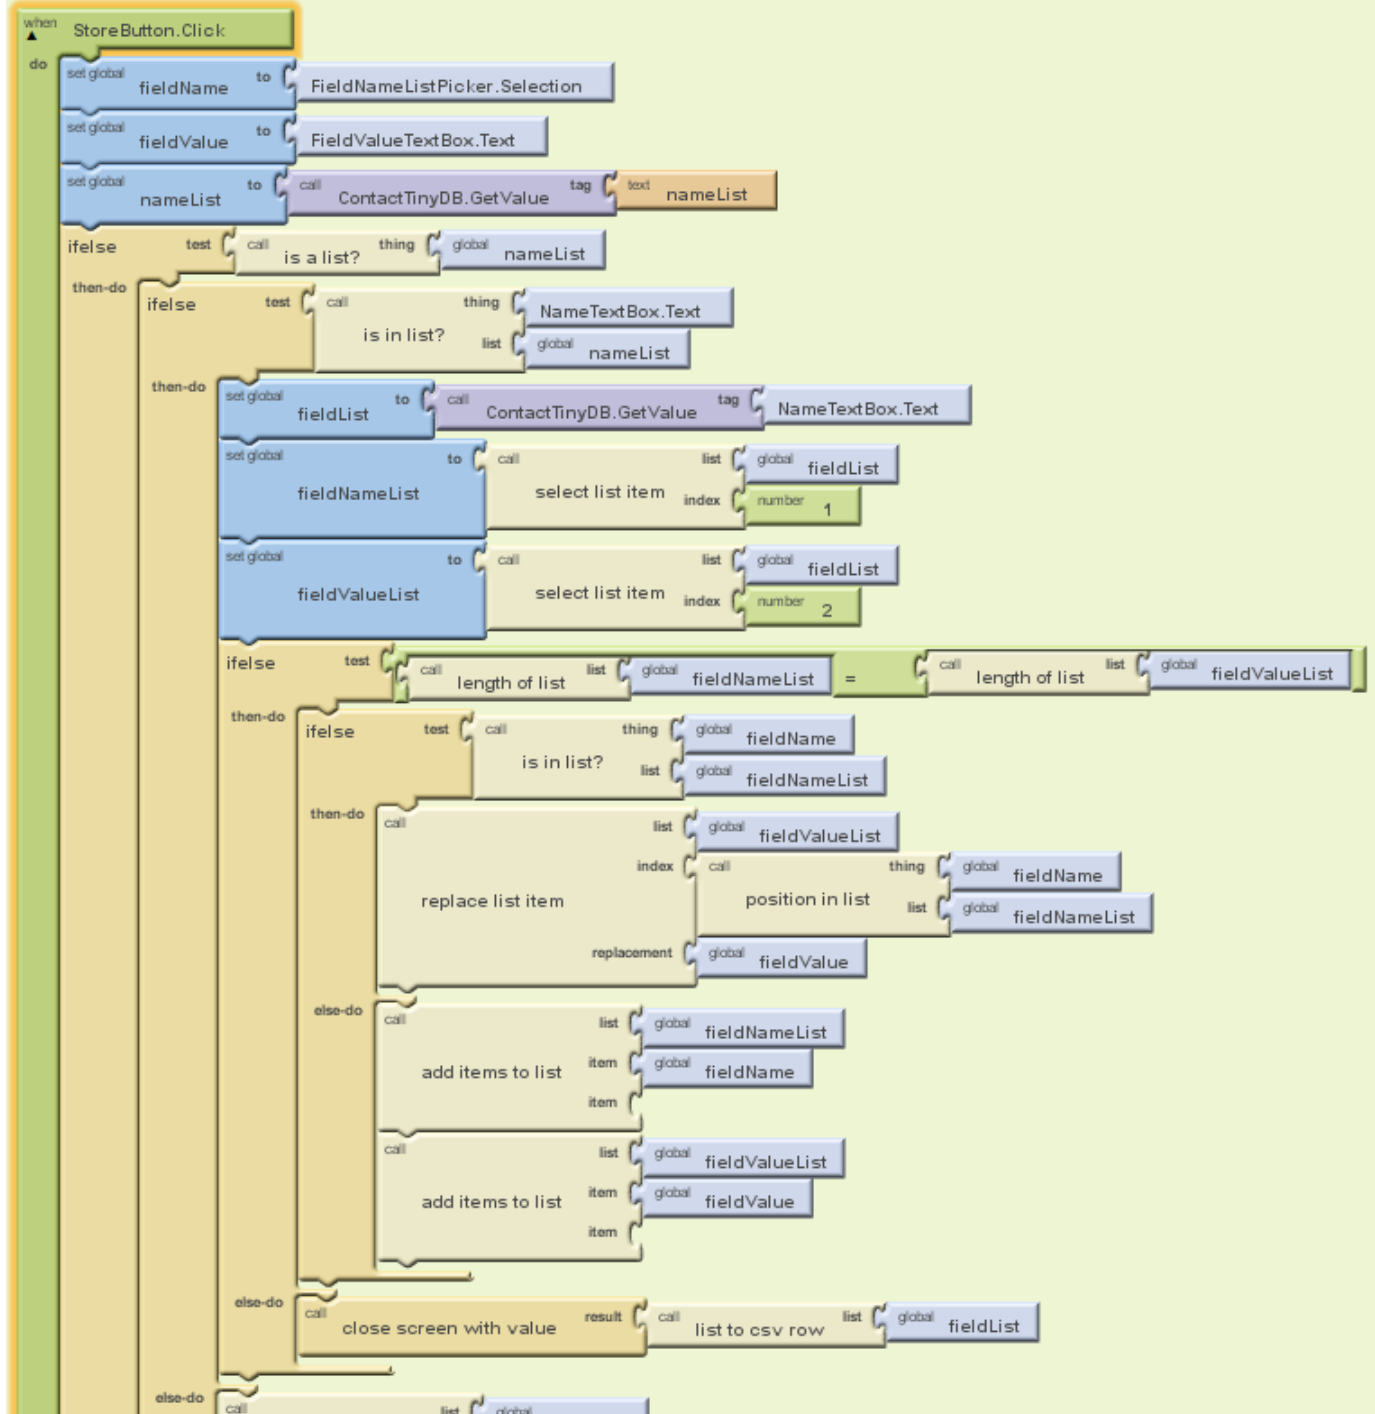 when
StoreButton.Click
do
set global fieldName to FieldNameListPicker.Selection
set global fieldValue to FieldValueTextBox.Text
set global nameList to call ContactTinyDB.GetValue tag text nameList
ifelse test call is a list? thing global nameList
then-do
ifelse test call is in list? thing NameTextBox.Text
list global nameList
then-do
set global fieldList to call ContactTinyDB.GetValue tag NameTextBox.Text
set global fieldNameList to call select list item list global fieldList
index number 1
set global fieldValueList to call select list item list global fieldList
index number 2
ifelse test call length of list list global fieldNameList = call length of list list global fieldValueList
then-do
ifelse test call is in list? thing global fieldName
list global fieldNameList
then-do
call replace list item list global fieldValueList
index call position in list thing global fieldName
list global fieldNameList
replacement global fieldValue
else-do
call add items to list list global fieldNameList
item global fieldName
item
call add items to list list global fieldValueList
item global fieldValue
item
else-do
call close screen with value result call list to csv row list global fieldList
else-do
call list global